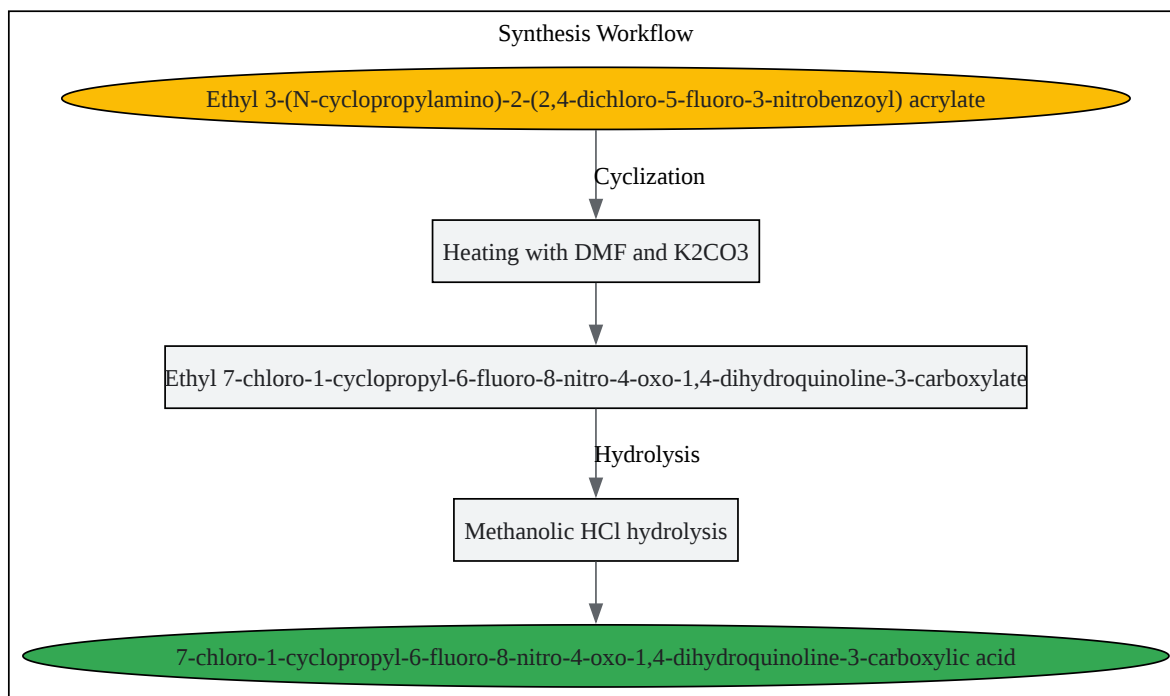 Synthesis Workflow
Ethyl 3-(N-cyclopropylamino)-2-(2,4-dichloro-5-fluoro-3-nitrobenzoyl) acrylate
Cyclization
Heating with DMF and K2CO3
Ethyl 7-chloro-1-cyclopropyl-6-fluoro-8-nitro-4-oxo-1,4-dihydroquinoline-3-carboxylate
Hydrolysis
Methanolic HCl hydrolysis
7-chloro-1-cyclopropyl-6-fluoro-8-nitro-4-oxo-1,4-dihydroquinoline-3-carboxylic acid